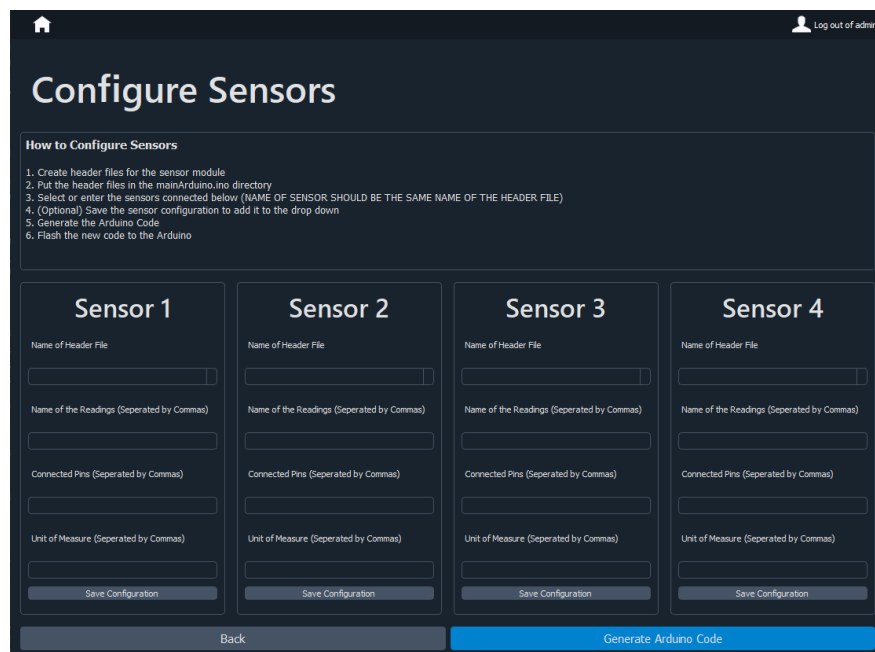 Log out of admin
Configure Sensors
How to Configure Sensors
1. Create header files for the sensor module
2. Put the header files in the mainArduino.ino directory
3. Select or enter the sensors connected below (NAME OF SENSOR SHOULD BE THE SAME NAME OF THE HEADER FILE)
4. (Optional) Save the sensor configuration to add it to the drop down
5. Generate the Arduino Code
6. Flash the new code to the Arduino
Sensor 1
Name of Header File
Name of the Readings (Seperated by Commas)
Connected Pins (Seperated by Commas)
Unit of Measure (Seperated by Commas)
Save Configuration
Sensor 2
Name of Header File
Name of the Readings (Seperated by Commas)
Connected Pins (Seperated by Commas)
Unit of Measure (Seperated by Commas)
Save Configuration
Sensor 3
Name of Header File
Name of the Readings (Seperated by Commas)
Connected Pins (Seperated by Commas)
Unit of Measure (Seperated by Commas)
Save Configuration
Sensor 4
Name of Header File
Name of the Readings (Seperated by Commas)
Connected Pins (Seperated by Commas)
Unit of Measure (Seperated by Commas)
Save Configuration
Back
Generate Arduino Code